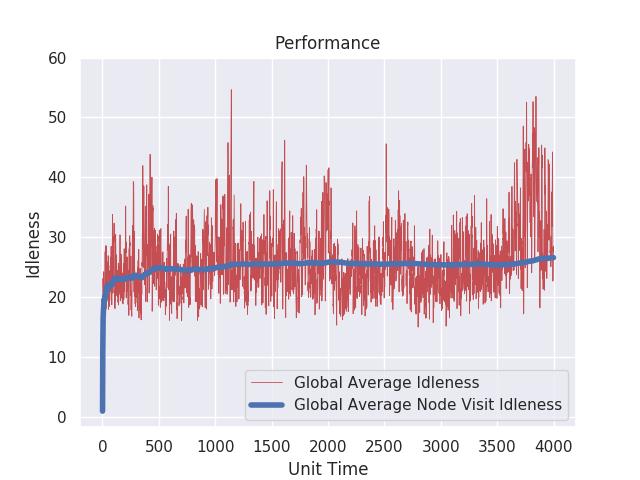 Performance
60
50
40
30
20
10
0
Idleness
Global Average Idleness
Global Average Node Visit Idleness
0 500 1000 1500 2000 2500 3000 3500 4000
Unit Time